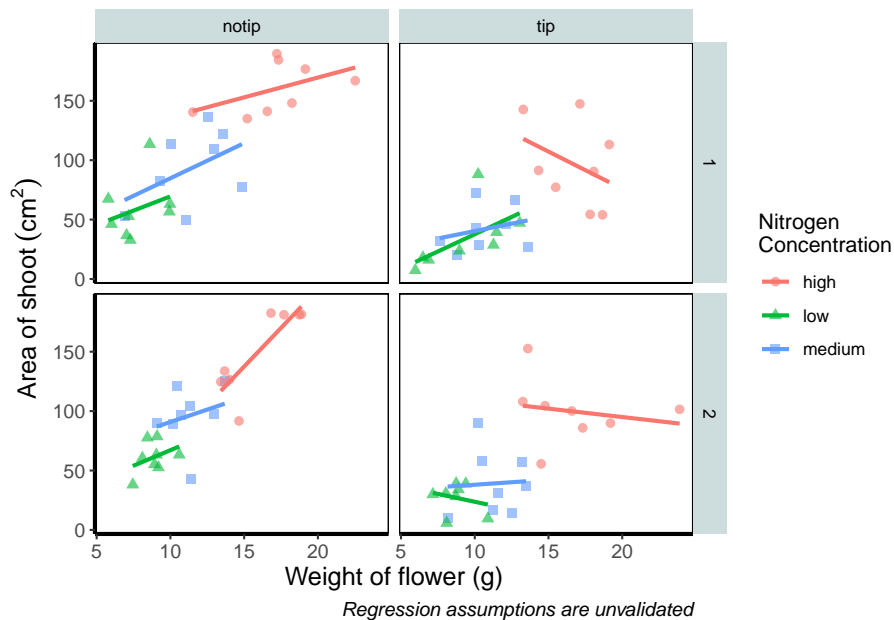 notip tip
150
100
50
0
1
150
100
50
0
2
5 10 15 20 5 10 15 20
Area of shoot (cm²)
Weight of flower (g)
Regression assumptions are unvalidated
Nitrogen
Concentration
high
low
medium